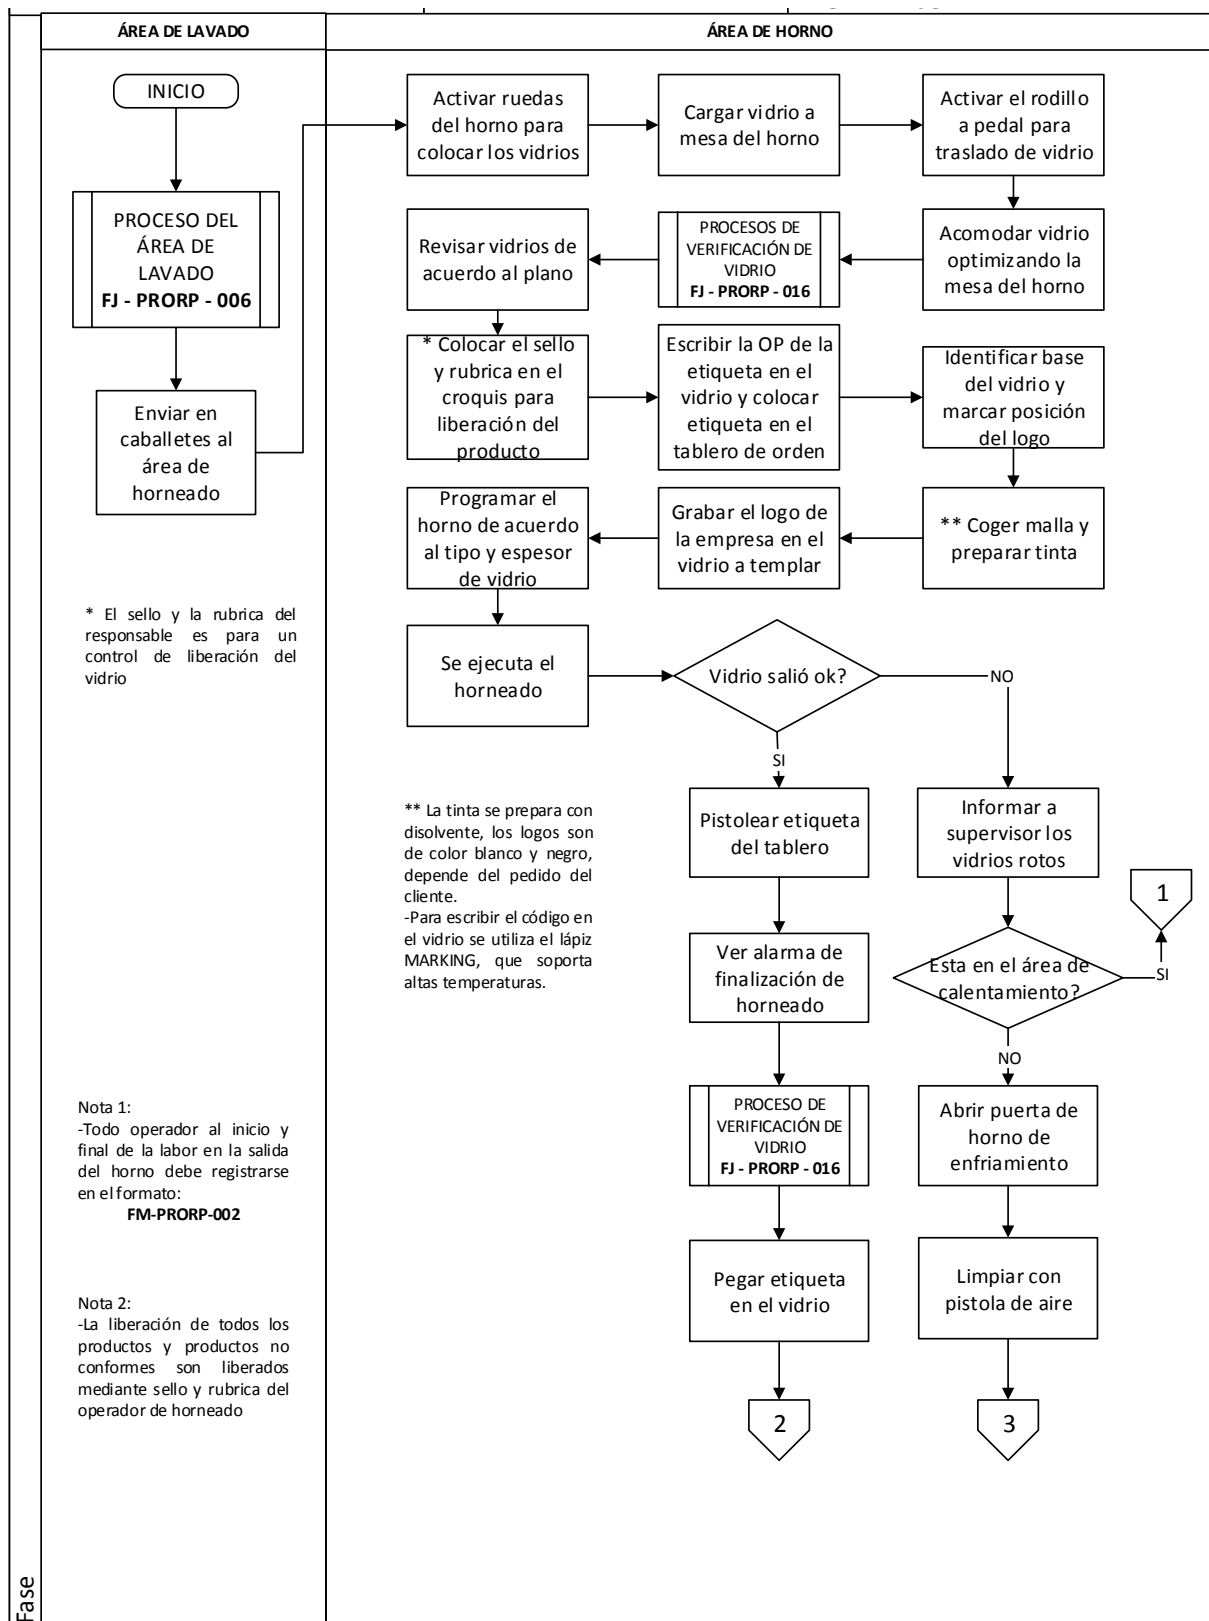 ÁREA DE LAVADO
ÁREA DE HORNO
INICIO
PROCESO DEL
ÁREA DE
LAVADO
FJ - PRORP - 006
Enviar en
caballetes al
área de
horneado
* El sello y la rubrica del
responsable es para un
control de liberación del
vidrio
Nota 1:
-Todo operador al inicio y
final de la labor en la salida
del horno debe registrarse
en el formato:
FM-PRORP-002
Nota 2:
-La liberación de todos los
productos y productos no
conformes son liberados
mediante sello y rubrica del
operador de horneado
Fase
Activar ruedas
del horno para
colocar los vidrios
Cargar vidrio a
mesa del horno
Activar el rodillo
a pedal para
traslado de vidrio
Acomodar vidrio
optimizando la
mesa del horno
PROCESOS DE
VERIFICACIÓN DE
VIDRIO
FJ - PRORP - 016
Revisar vidrios de
acuerdo al plano
* Colocar el sello
y rubrica en el
croquis para
liberación del
producto
Escribir la OP de la
etiqueta en el
vidrio y colocar
etiqueta en el
tablero de orden
Identificar base
del vidrio y
marcar posición
del logo
** Coger malla y
preparar tinta
Grabar el logo de
la empresa en el
vidrio a templar
Programar el
horno de acuerdo
al tipo y espesor
de vidrio
Se ejecuta el
horneado
Vidrio salió ok?
NO
SI
** La tinta se prepara con
disolvente, los logos son
de color blanco y negro,
depende del pedido del
cliente.
-Para escribir el código en
el vidrio se utiliza el lápiz
MARKING, que soporta
altas temperaturas.
Pistolear etiqueta
del tablero
Ver alarma de
finalización de
horneado
PROCESO DE
VERIFICACIÓN DE
VIDRIO
FJ - PRORP - 016
Pegar etiqueta
en el vidrio
2
Informar a
supervisor los
vidrios rotos
Esta en el área de
calentamiento?
SI
1
NO
Abrir puerta de
horno de
enfriamiento
Limpiar con
pistola de aire
3